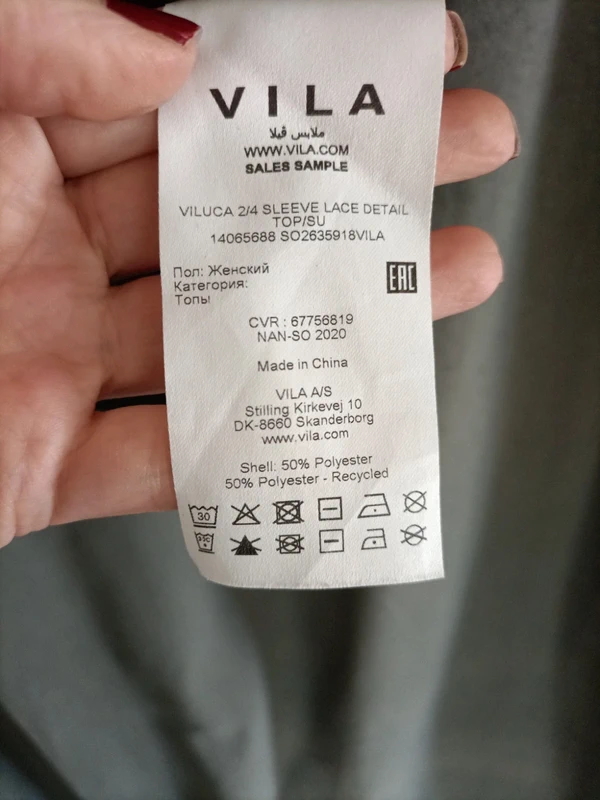 VILA
ملابس ڤيلا
WWW.VILA.COM
SALES SAMPLE
VILUCA 2/4 SLEEVE LACE DETAIL
TOP/SU
14065688 SO2635918VILA
Пол: Женский
Категория:
Топы
EAC
CVR : 67756819
NAN-SO 2020
Made in China
VILA A/S
Stilling Kirkevej 10
DK-8660 Skanderborg
www.vila.com
Shell: 50% Polyester
50% Polyester - Recycled
30